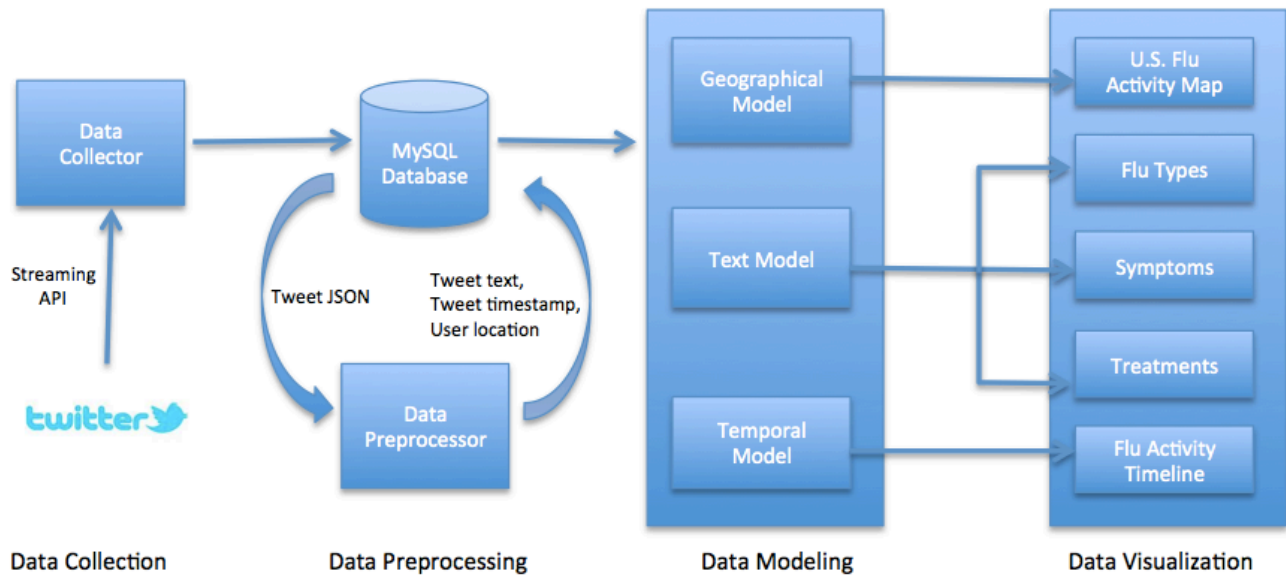 Data
Collector
Streaming
API
twitter
MySQL
Database
Tweet JSON
Tweet text,
Tweet timestamp,
User location
Data
Preprocessor
Geographical
Model
Text Model
Temporal
Model
U.S. Flu
Activity Map
Flu Types
Symptoms
Treatments
Flu Activity
Timeline
Data Collection
Data Preprocessing
Data Modeling
Data Visualization